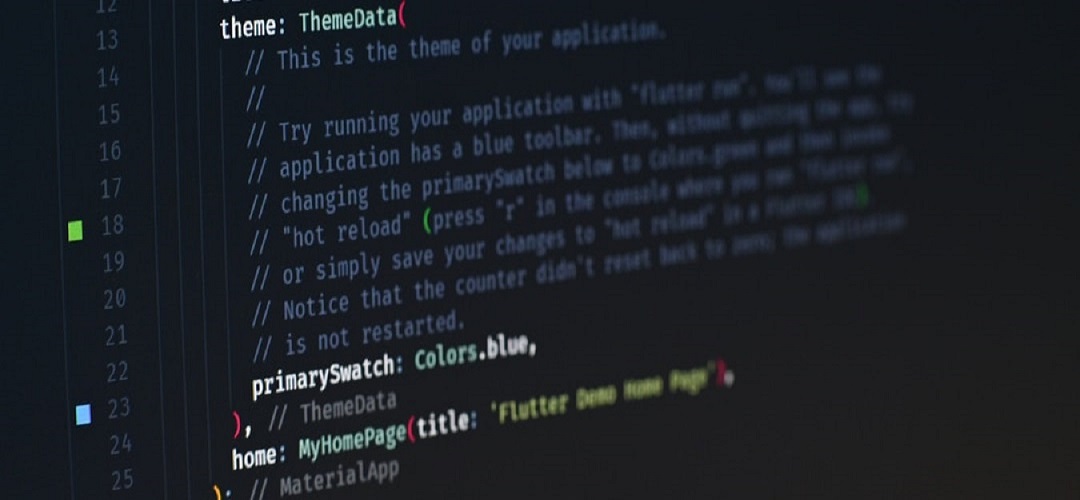 12
13 theme: ThemeData(
14 // This is the theme of your application.
15 //
16 // Try running your application with "flutter run". You'll see the
17 // application has a blue toolbar. Then, without quitting the app, try
18 // changing the primarySwatch below to Colors.green and then invoke
19 // "hot reload" (press "r" in the console where you ran "flutter run",
20 // or simply save your changes to "hot reload" in a Flutter IDE)
21 // Notice that the counter didn't reset back to zero; the application
22 // is not restarted.
23 primarySwatch: Colors.blue,
24 ), // ThemeData
25 home: MyHomePage(title: 'Flutter Demo Home Page'),
); // MaterialApp